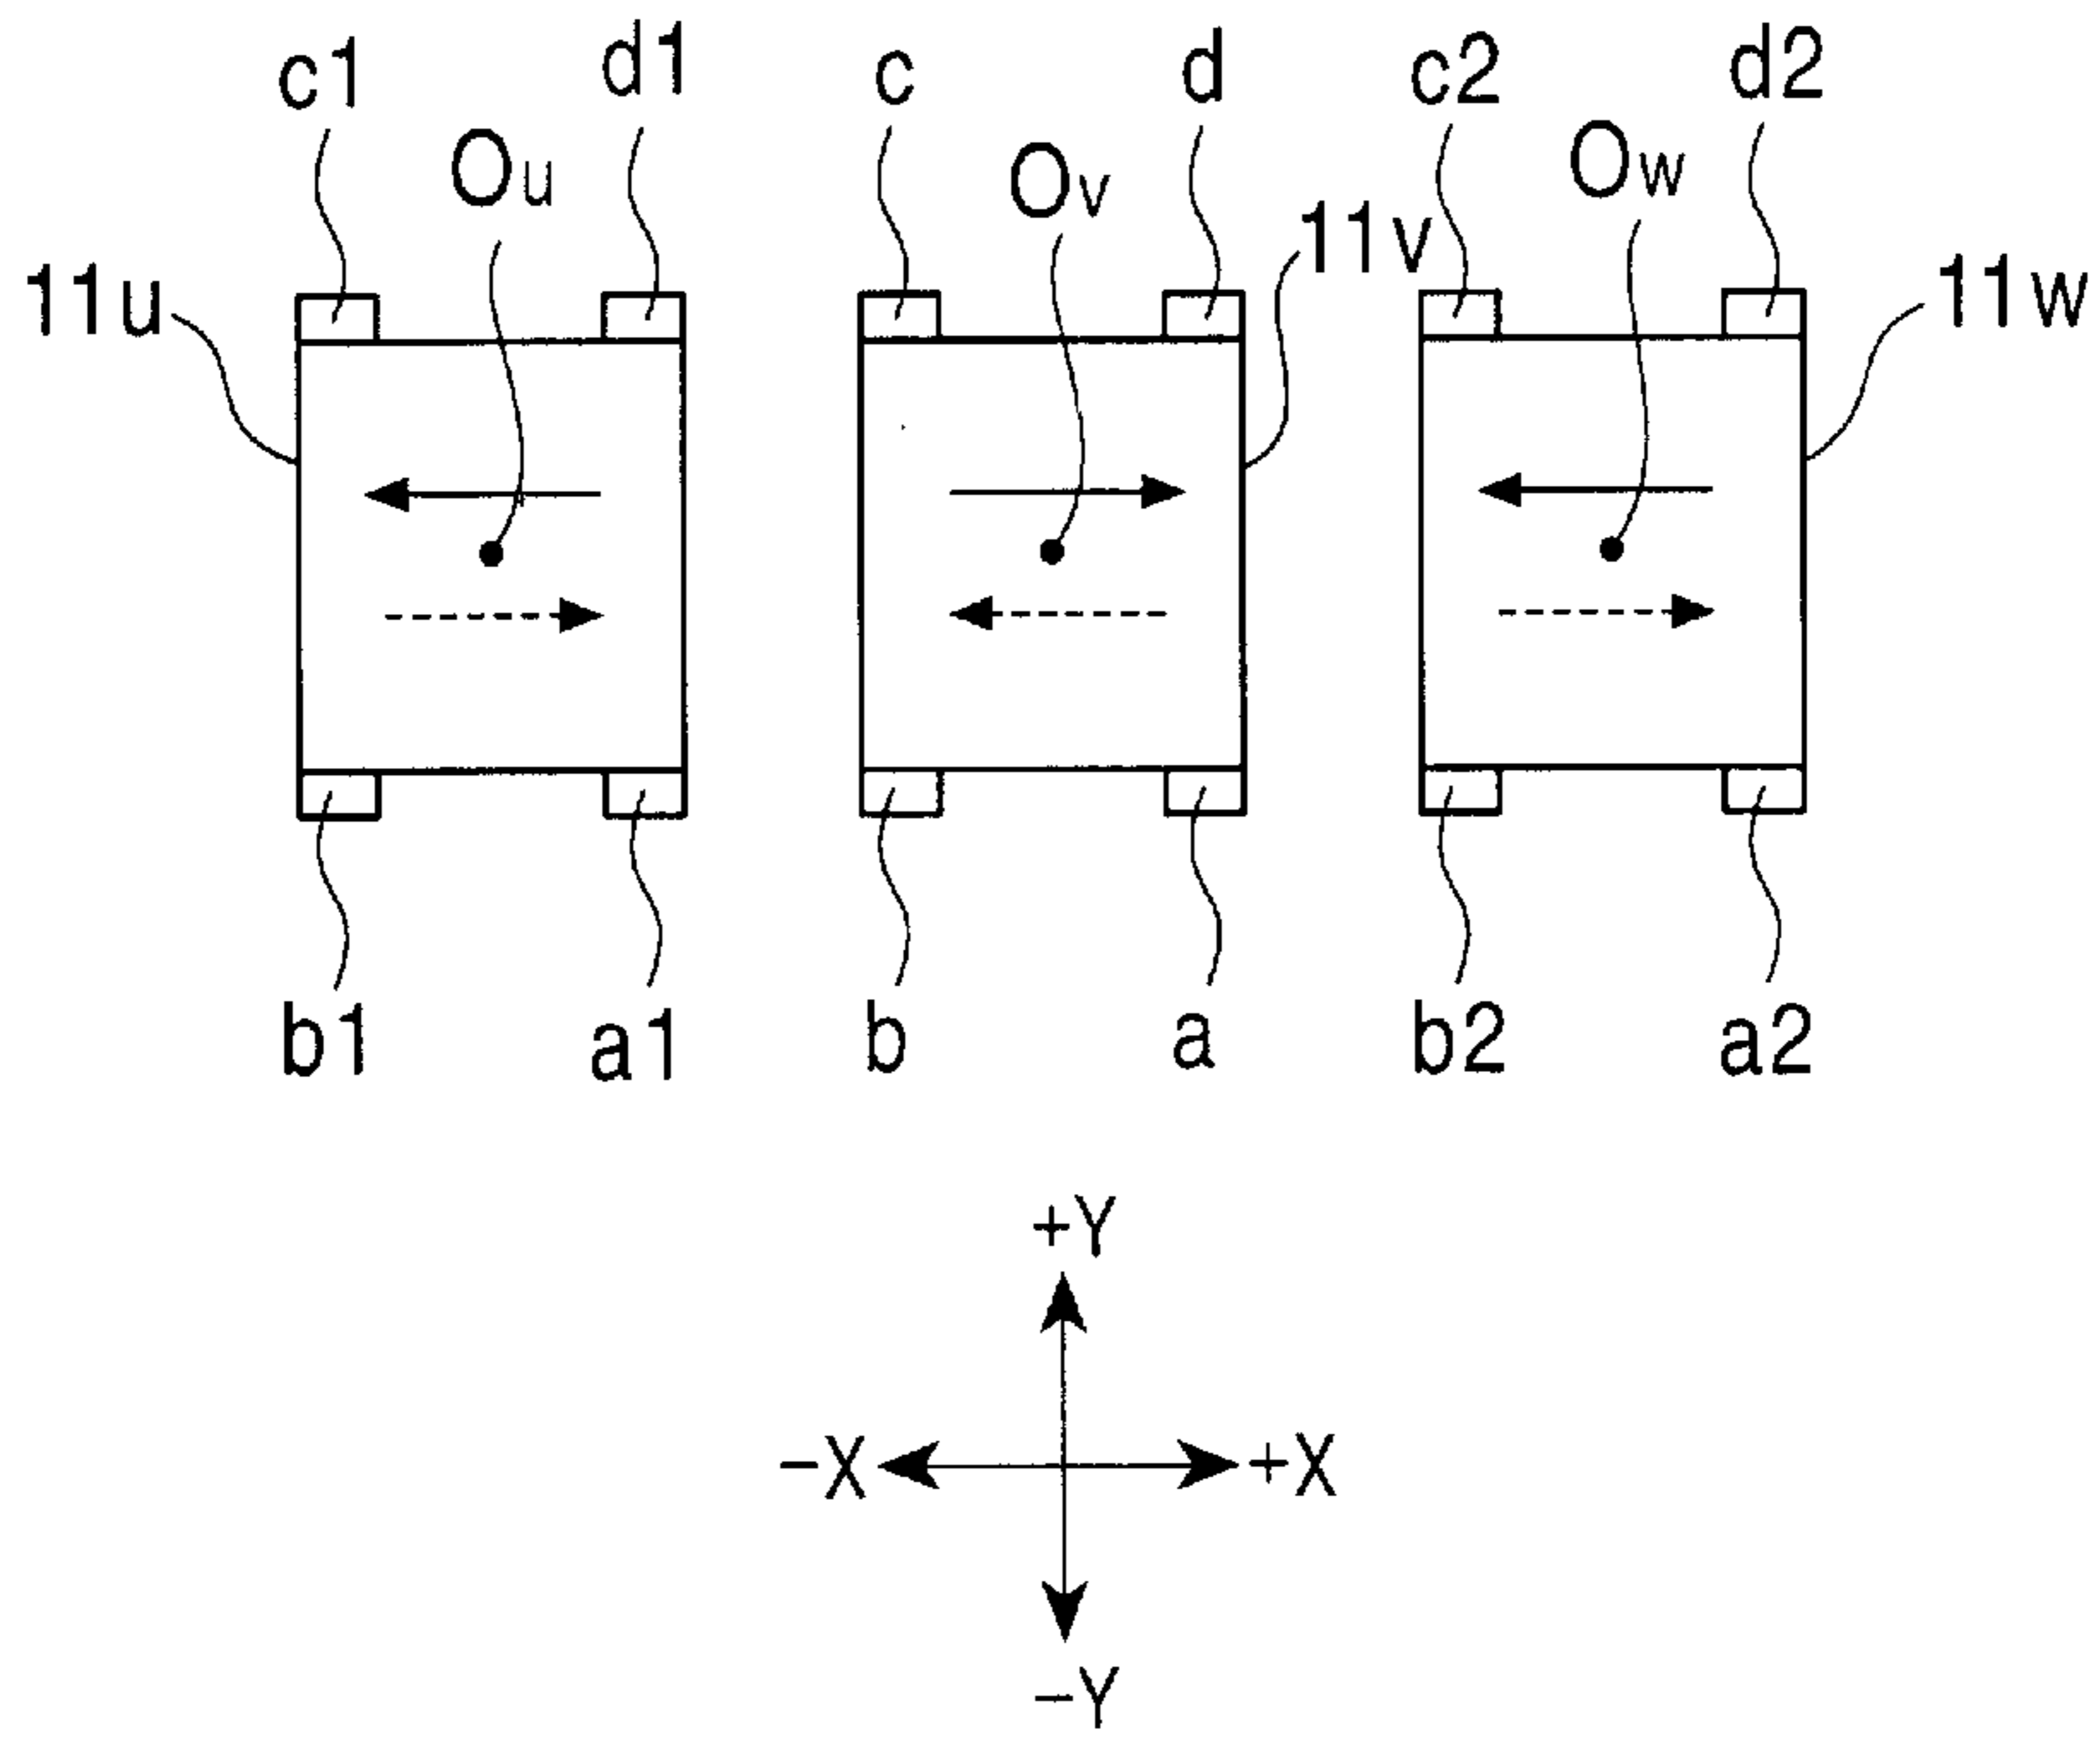 c1 d1 c d c2 d2
Ou Ov Ow
11u 11v 11w
b1 a1 b a b2 a2
+Y
-X +X
-Y